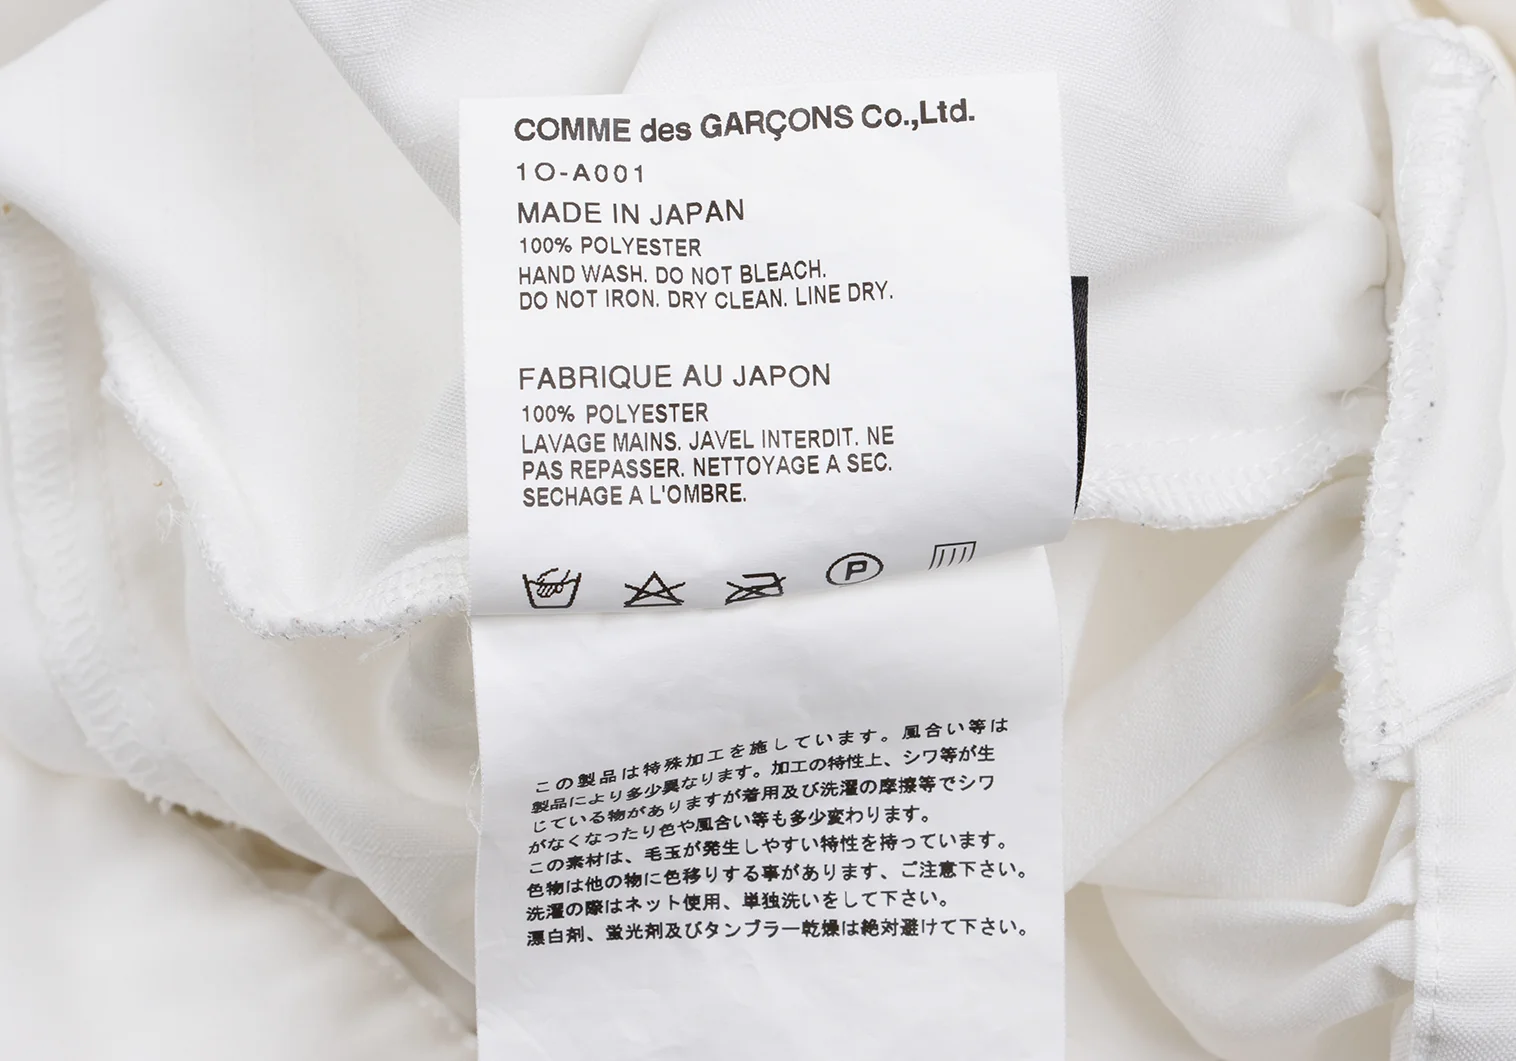 COMME des GARÇONS Co.,Ltd.
1O-A001
MADE IN JAPAN
100% POLYESTER
HAND WASH. DO NOT BLEACH.
DO NOT IRON. DRY CLEAN. LINE DRY.
FABRIQUE AU JAPON
100% POLYESTER
LAVAGE MAINS. JAVEL INTERDIT. NE
PAS REPASSER. NETTOYAGE A SEC.
SECHAGE A L'OMBRE.
P
この製品は特殊加工を施しています。風合い等は
製品により多少異なります。加工の特性上、シワ等が生
じている物がありますが着用及び洗濯の摩擦等でシワ
がなくなったり色や風合い等も多少変わります。
この素材は、毛玉が発生しやすい特性を持っています。
色物は他の物に色移りする事があります、ご注意下さい。
洗濯の際はネット使用、単独洗いをして下さい。
漂白剤、蛍光剤及びタンブラー乾燥は絶対避けて下さい。